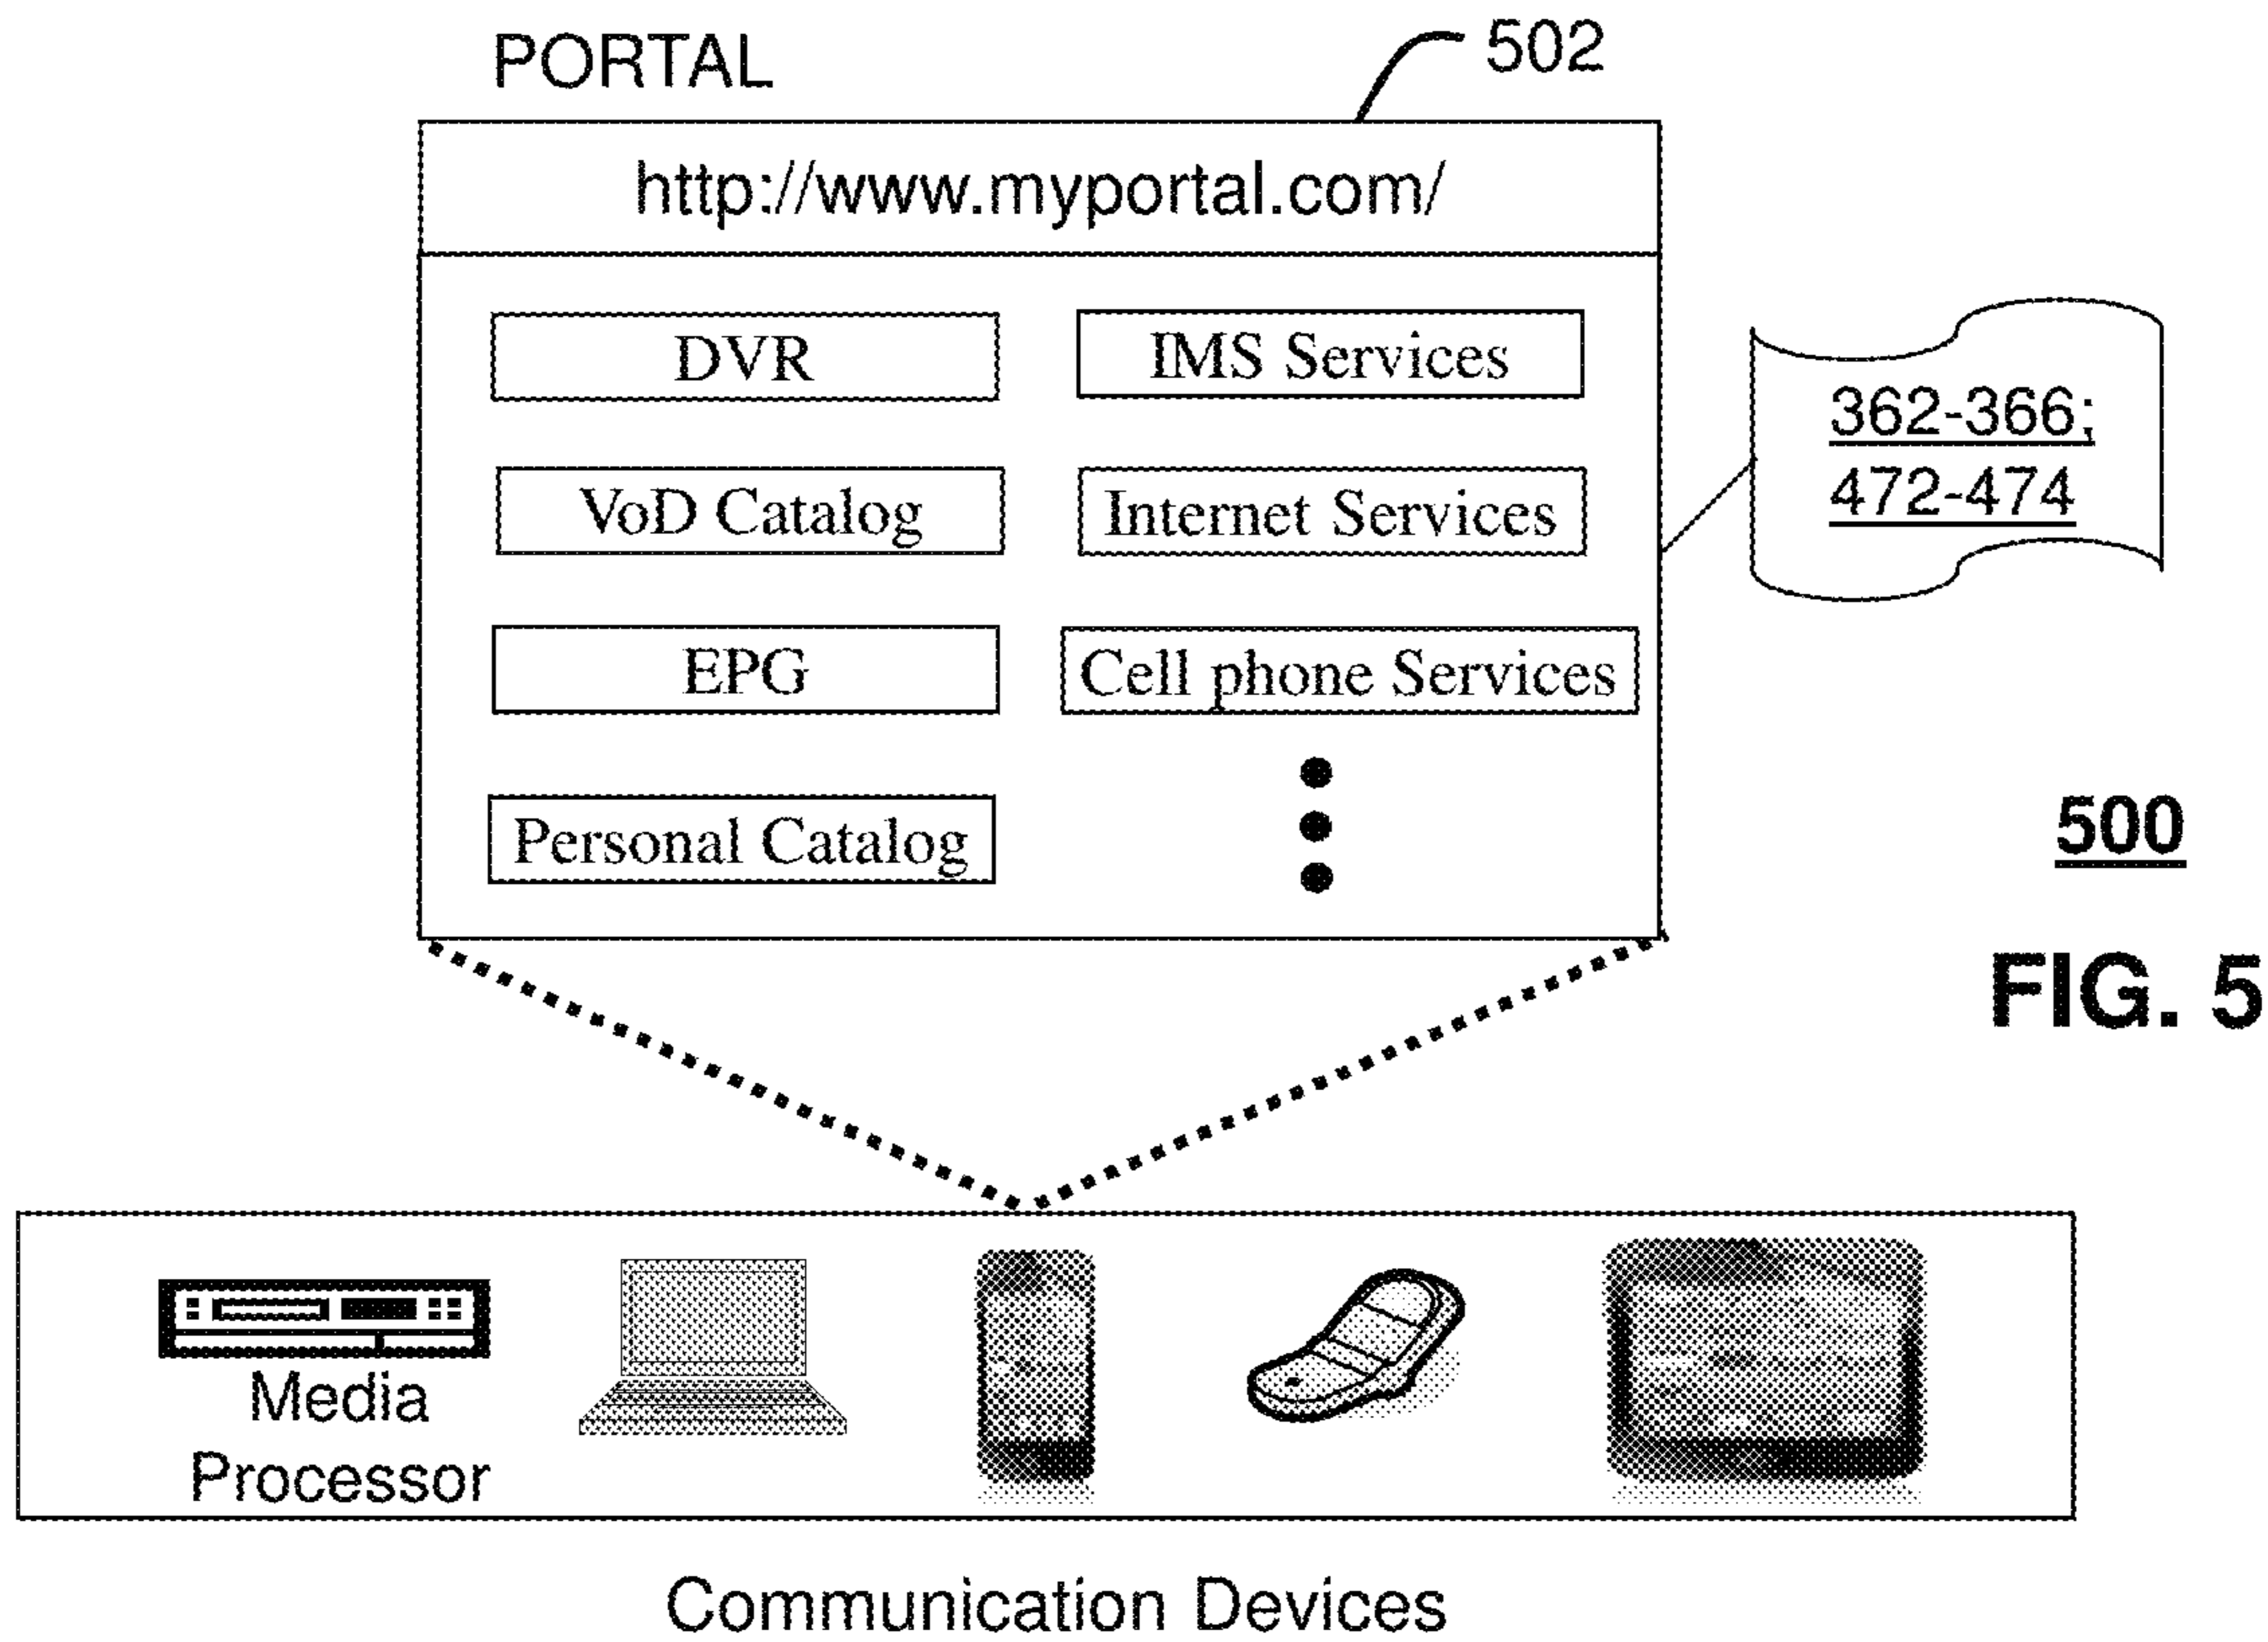 PORTAL
502
http://www.myportal.com/
DVR
IMS Services
VoD Catalog
Internet Services
EPG
Cell phone Services
Personal Catalog
362-366;
472-474
500
FIG. 5
Media
Processor
Communication Devices